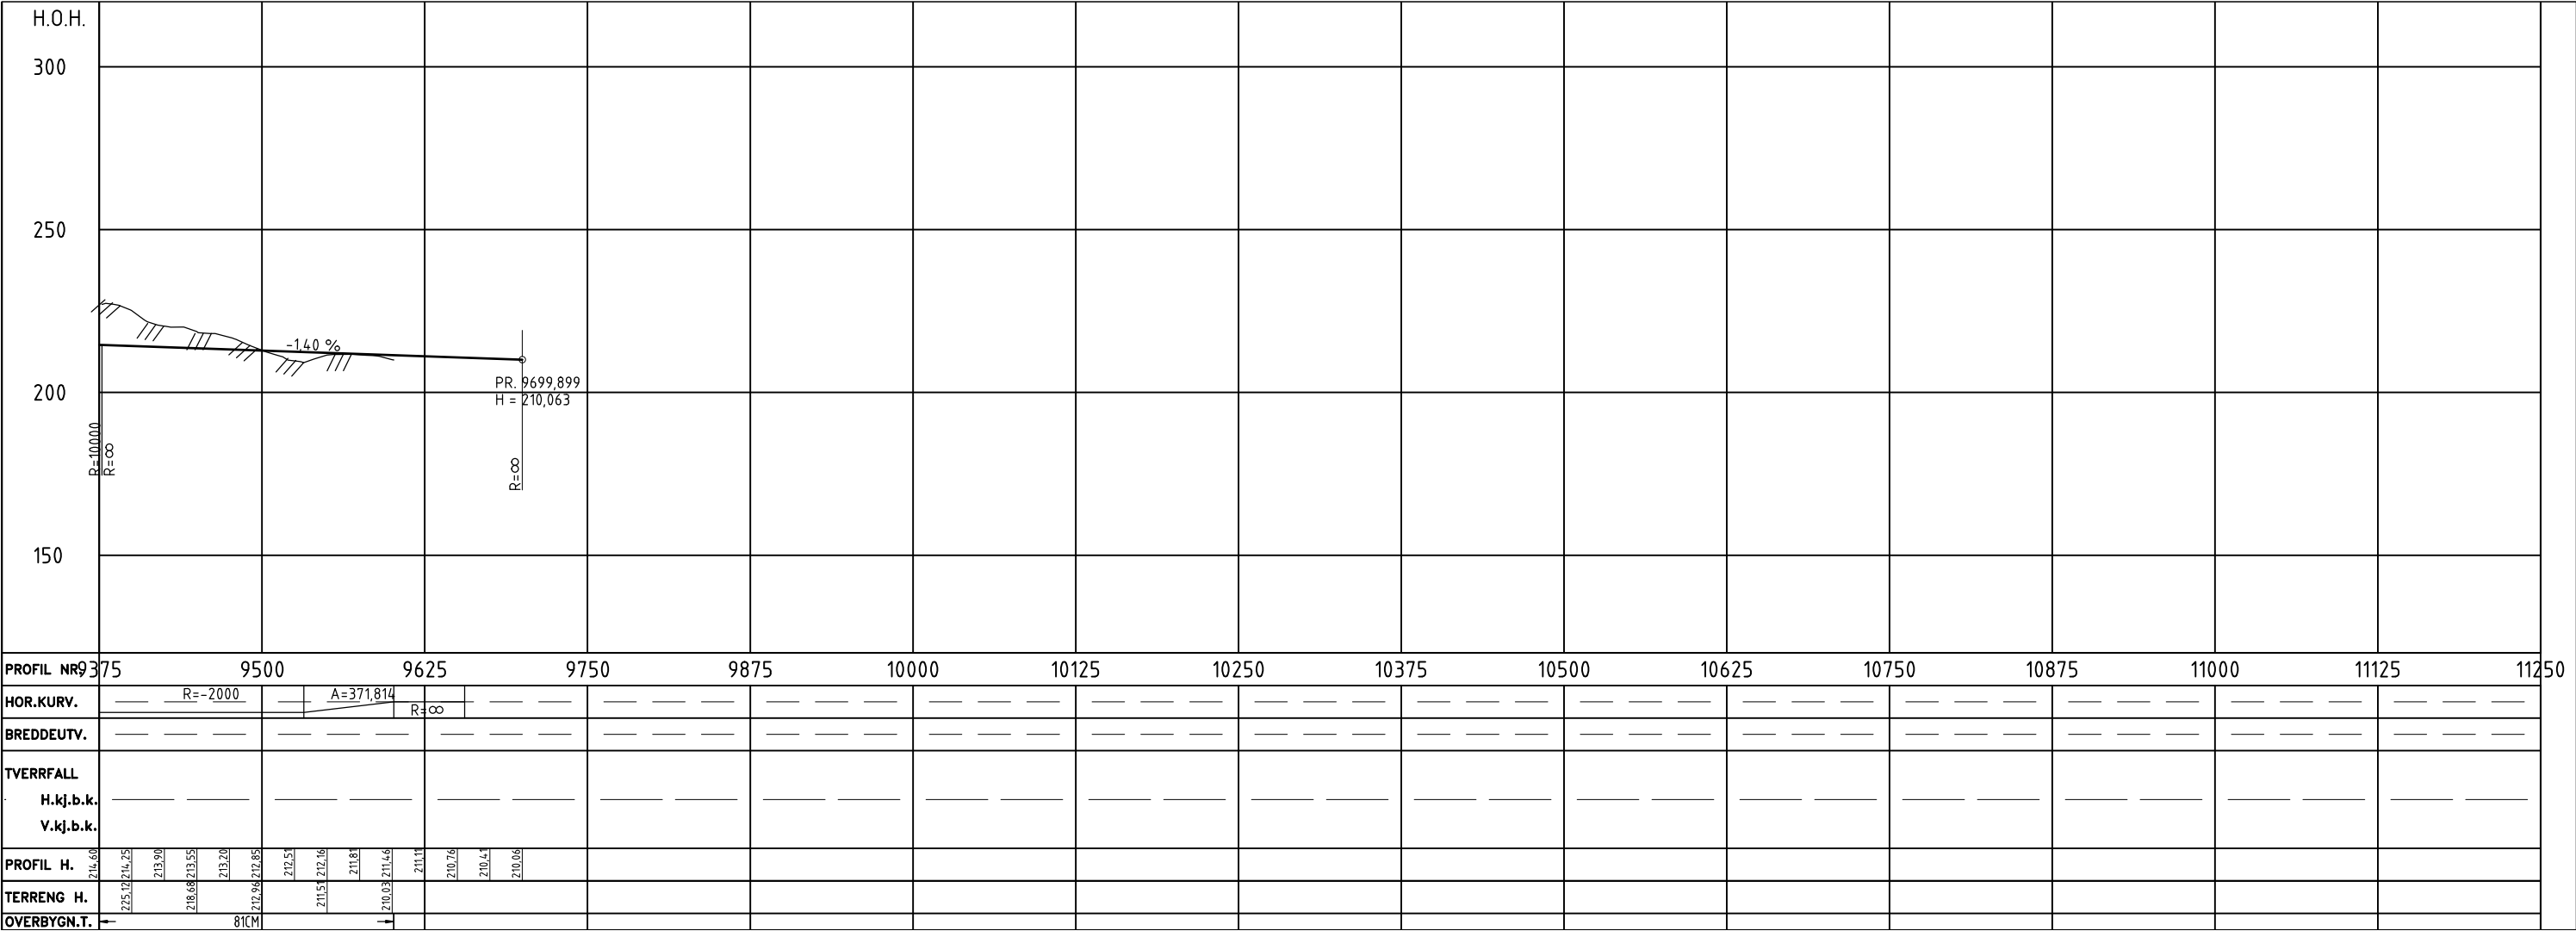 H.O.H.
300
250
200
150
-1,40 %
PR. 9699,899
H = 210,063
R=10000
R=∞
R=∞
PROFIL NR. 9375 9500 9625 9750 9875 10000 10125 10250 10375 10500 10625 10750 10875 11000 11125 11250
HOR.KURV. R=-2000 A=371,814 R=∞
BREDDEUTV.
TVERRFALL
H.kj.b.k.
V.kj.b.k.
PROFIL H. 214,60 214,25 213,90 213,55 213,20 212,85 212,51 212,16 211,81 211,46 211,11 210,76 210,41 210,06
TERRENG H. 225,12 218,68 212,96 211,51 210,03
OVERBYGN.T. 81CM